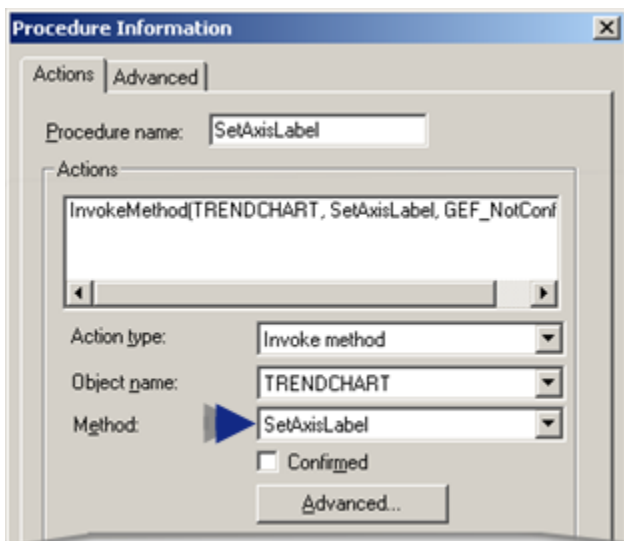 Procedure Information
Actions Advanced
Procedure name: SetAxisLabel
Actions
InvokeMethod(TRENDCHART, SetAxisLabel, GEF_NotConf
Action type: Invoke method
Object name: TRENDCHART
Method: SetAxisLabel
Confirmed
Advanced...